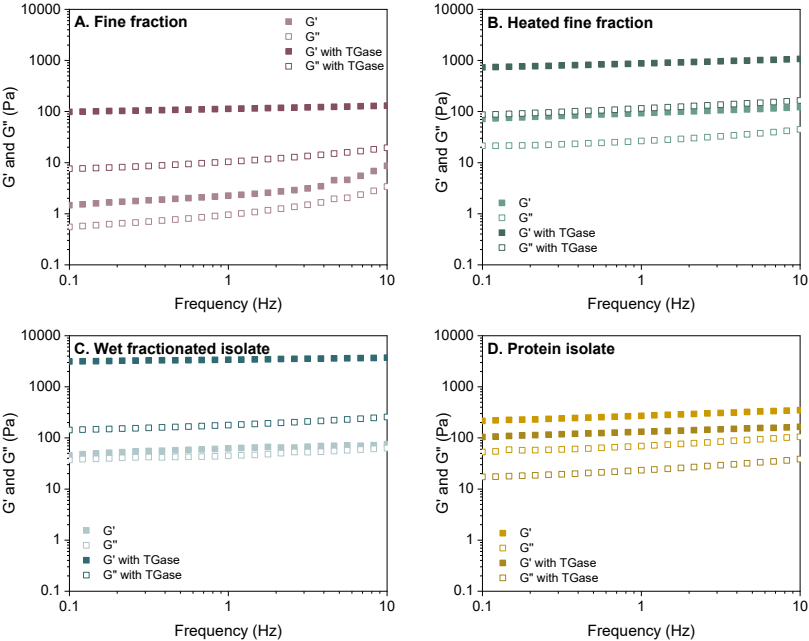 A. Fine fraction
G'
G"
G' with TGase
G" with TGase
10000
1000
100
10
1
0.1
G' and G" (Pa)
0.1
1
10
Frequency (Hz)
B. Heated fine fraction
10000
1000
100
10
1
0.1
G' and G" (Pa)
G'
G"
G' with TGase
G" with TGase
0.1
1
10
Frequency (Hz)
C. Wet fractionated isolate
10000
1000
100
10
1
0.1
G' and G" (Pa)
G'
G"
G' with TGase
G" with TGase
0.1
1
10
Frequency (Hz)
D. Protein isolate
10000
1000
100
10
1
0.1
G' and G" (Pa)
G'
G"
G' with TGase
G" with TGase
0.1
1
10
Frequency (Hz)